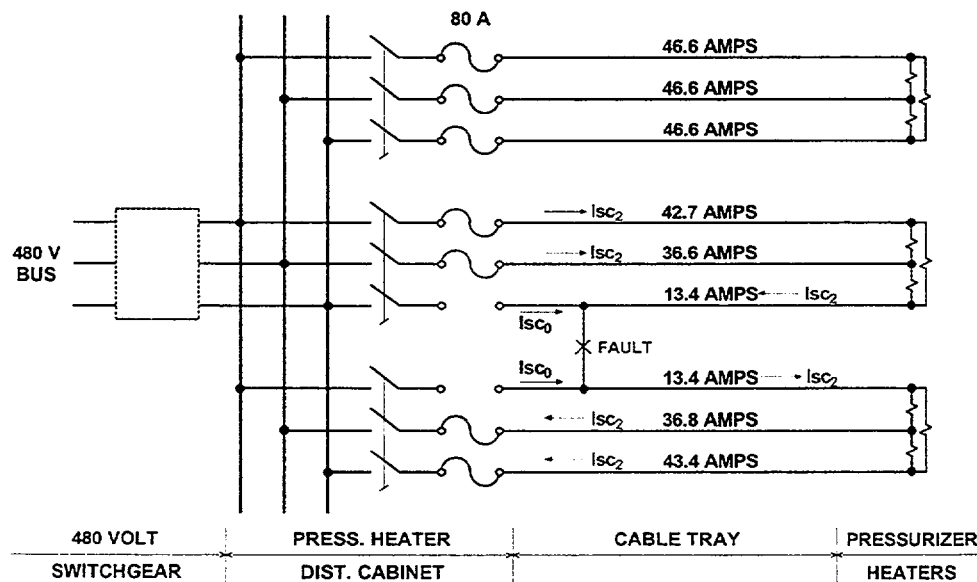 80 A
46.6 AMPS
46.6 AMPS
46.6 AMPS
Isc2
42.7 AMPS
480 V
BUS
Isc2
36.6 AMPS
13.4 AMPS
Isc2
Isc0
FAULT
Isc0
13.4 AMPS
Isc2
Isc2
36.8 AMPS
Isc2
43.4 AMPS
480 VOLT
SWITCHGEAR
PRESS. HEATER
DIST. CABINET
CABLE TRAY
PRESSURIZER
HEATERS